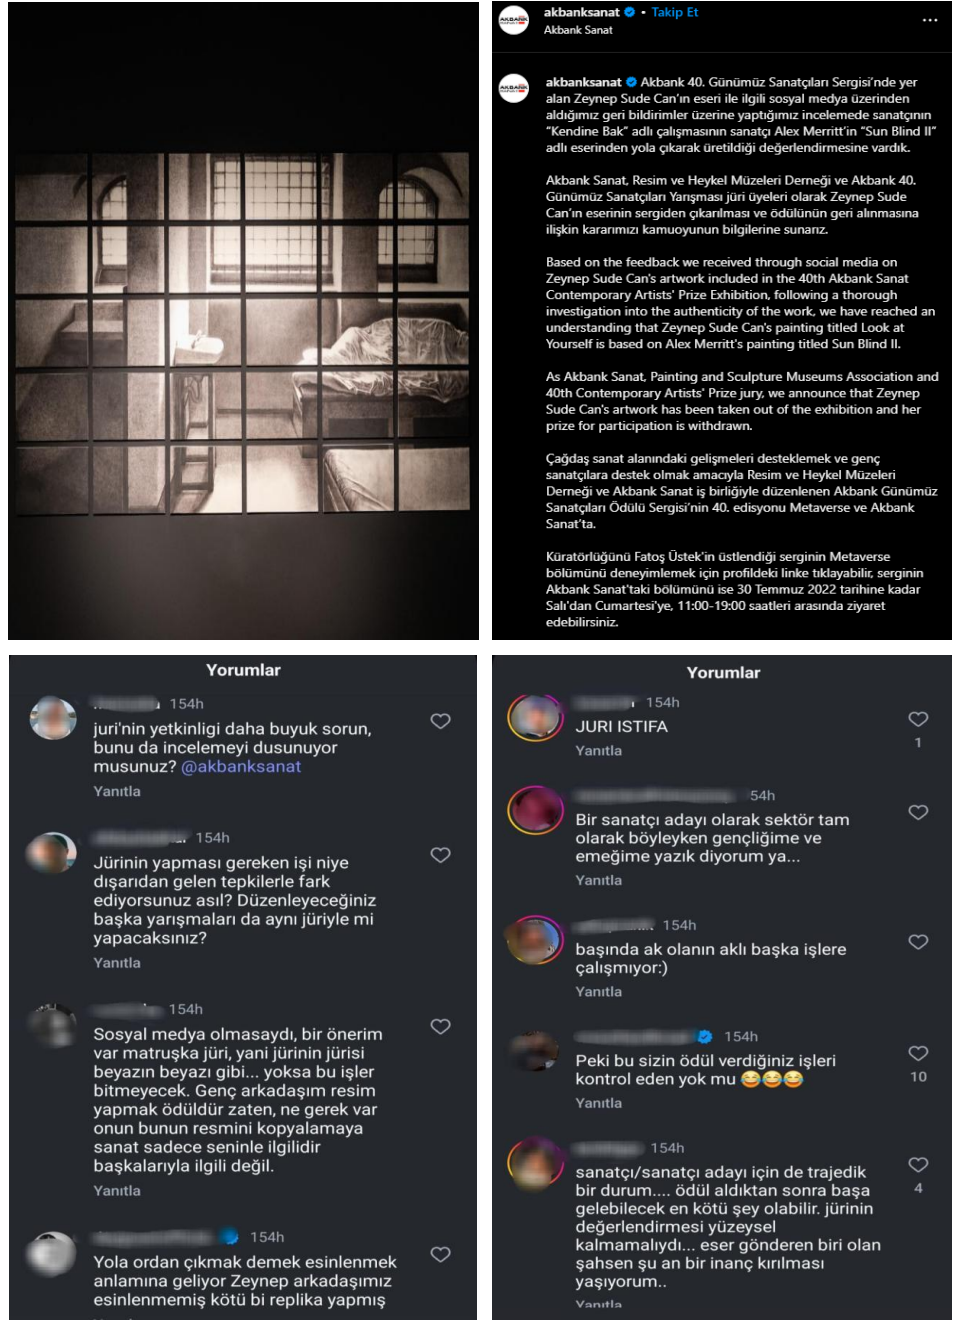 akbanksanat • Takip Et
Akbank Sanat
akbanksanat Akbank 40. Günümüz Sanatçıları Sergisi'nde yer
alan Zeynep Sude Can'ın eseri ile ilgili sosyal medya üzerinden
aldığımız geri bildirimler üzerine yaptığımız incelemede sanatçının
"Kendine Bak" adlı çalışmasının sanatçı Alex Merritt'in "Sun Blind II"
adlı eserinden yola çıkarak üretildiği değerlendirmesine vardık.
Akbank Sanat, Resim ve Heykel Müzeleri Derneği ve Akbank 40.
Günümüz Sanatçıları Yarışması jüri üyeleri olarak Zeynep Sude
Can'ın eserinin sergiden çıkarılması ve ödülünün geri alınmasına
ilişkin kararımızı kamuoyunun bilgilerine sunarız.
Based on the feedback we received through social media on
Zeynep Sude Can's artwork included in the 40th Akbank Sanat
Contemporary Artists' Prize Exhibition, following a thorough
investigation into the authenticity of the work, we have reached an
understanding that Zeynep Sude Can's painting titled Look at
Yourself is based on Alex Merritt's painting titled Sun Blind II.
As Akbank Sanat, Painting and Sculpture Museums Association and
40th Contemporary Artists' Prize jury, we announce that Zeynep
Sude Can's artwork has been taken out of the exhibition and her
prize for participation is withdrawn.
Çağdaş sanat alanındaki gelişmeleri desteklemek ve genç
sanatçılara destek olmak amacıyla Resim ve Heykel Müzeleri
Derneği ve Akbank Sanat iş birliğiyle düzenlenen Akbank Günümüz
Sanatçıları Ödülü Sergisi'nin 40. edisyonu Metaverse ve Akbank
Sanat'ta.
Küratörlüğünü Fatoş Üstek'in üstlendiği serginin Metaverse
bölümünü deneyimlemek için profildeki linke tıklayabilir, serginin
Akbank Sanat'taki bölümünü ise 30 Temmuz 2022 tarihine kadar
Salı'dan Cumartesi'ye, 11:00-19:00 saatleri arasında ziyaret
edebilirsiniz.
Yorumlar
154h
juri'nin yetkinligi daha buyuk sorun,
bunu da incelemeyi dusunuyor
musunuz? @akbanksanat
Yanıtla
154h
Jürinin yapması gereken işi niye
dışarıdan gelen tepkilerle fark
ediyorsunuz asıl? Düzenleyeceğiniz
başka yarışmaları da aynı jüriyle mi
yapacaksınız?
Yanıtla
154h
Sosyal medya olmasaydı, bir önerim
var matruşka jüri, yani jürinin jürisi
beyazın beyazı gibi... yoksa bu işler
bitmeyecek. Genç arkadaşım resim
yapmak ödüldür zaten, ne gerek var
onun bunun resmini kopyalamaya
sanat sadece seninle ilgilidir
başkalarıyla ilgili değil.
Yanıtla
154h
Yola ordan çıkmak demek esinlenmek
anlamına geliyor Zeynep arkadaşımız
esinlenmemiş kötü bi replika yapmış
Yorumlar
154h
JURI ISTIFA
Yanıtla
1
54h
Bir sanatçı adayı olarak sektör tam
olarak böyleyken gençliğime ve
emeğime yazık diyorum ya...
Yanıtla
154h
başında ak olanın aklı başka işlere
çalışmıyor:)
Yanıtla
154h
Peki bu sizin ödül verdiğiniz işleri
kontrol eden yok mu 😂😂😂
10
Yanıtla
154h
sanatçı/sanatçı adayı için de trajedik
bir durum.... ödül aldıktan sonra başa
gelebilecek en kötü şey olabilir. jürinin
değerlendirmesi yüzeysel
kalmamalıydı... eser gönderen biri olan
şahsen şu an bir inanç kırılması
yaşıyorum..
4
Yanıtla